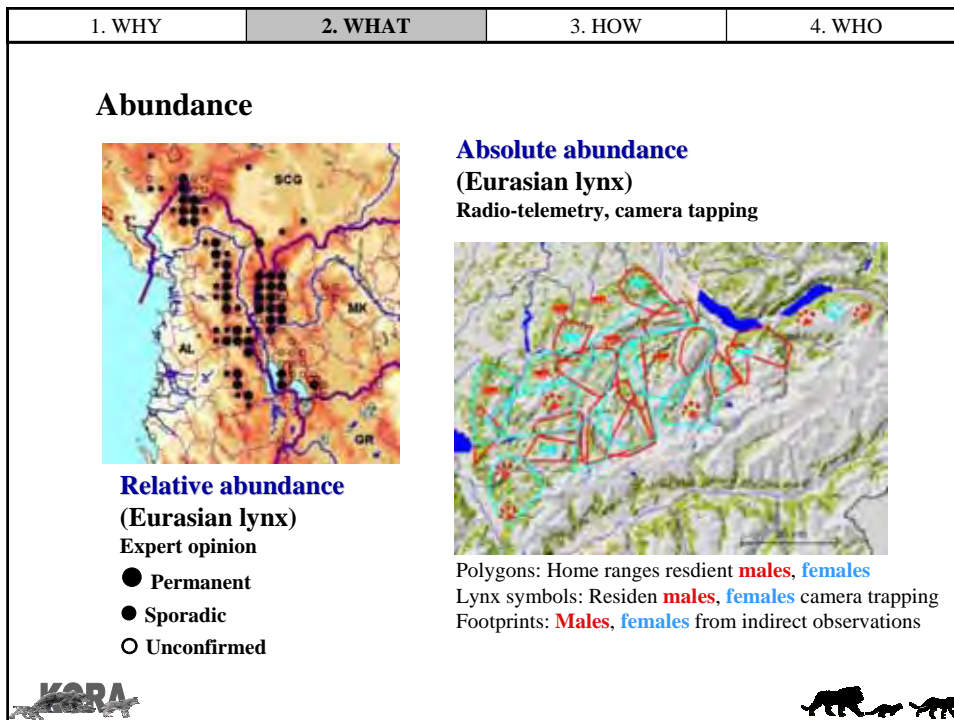 1. WHY 2. WHAT 3. HOW 4. WHO
Abundance
SCG
MK
AL
GR
Relative abundance
(Eurasian lynx)
Expert opinion
Permanent
Sporadic
Unconfirmed
Absolute abundance
(Eurasian lynx)
Radio-telemetry, camera tapping
Polygons: Home ranges resdient males, females
Lynx symbols: Residen males, females camera trapping
Footprints: Males, females from indirect observations
KORA